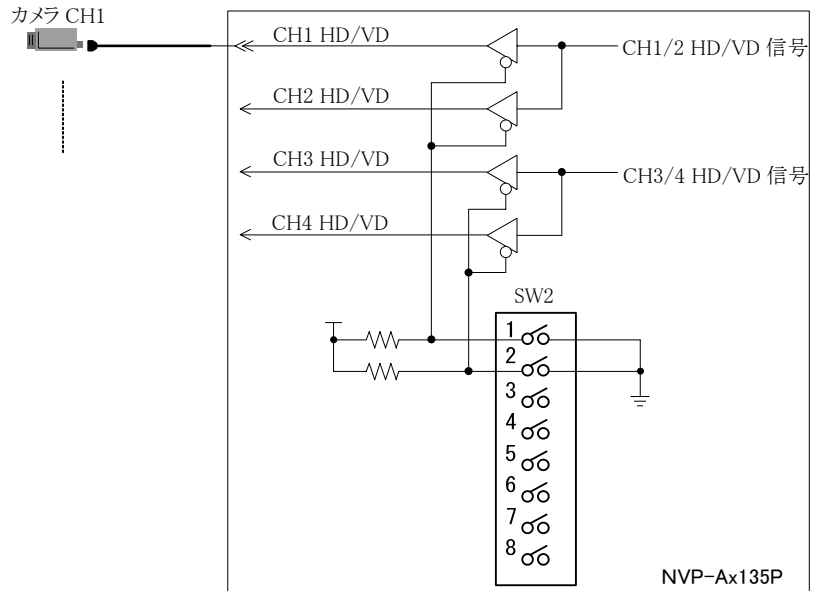 カメラ CH1
CH1 HD/VD
CH1/2 HD/VD 信号
CH2 HD/VD
CH3 HD/VD
CH3/4 HD/VD 信号
CH4 HD/VD
SW2
1
2
3
4
5
6
7
8
NVP-Ax135P